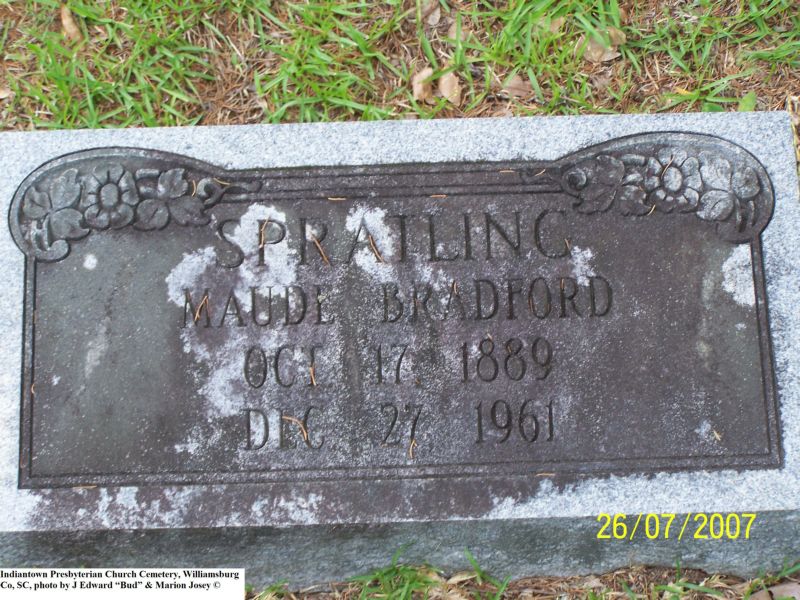 SPRATLING
MAUDE BRADFORD
OCT. 17, 1889
DEC. 27, 1961
26/07/2007
Indiantown Presbyterian Church Cemetery, Williamsburg
Co, SC, photo by J Edward “Bud” & Marion Josey ©